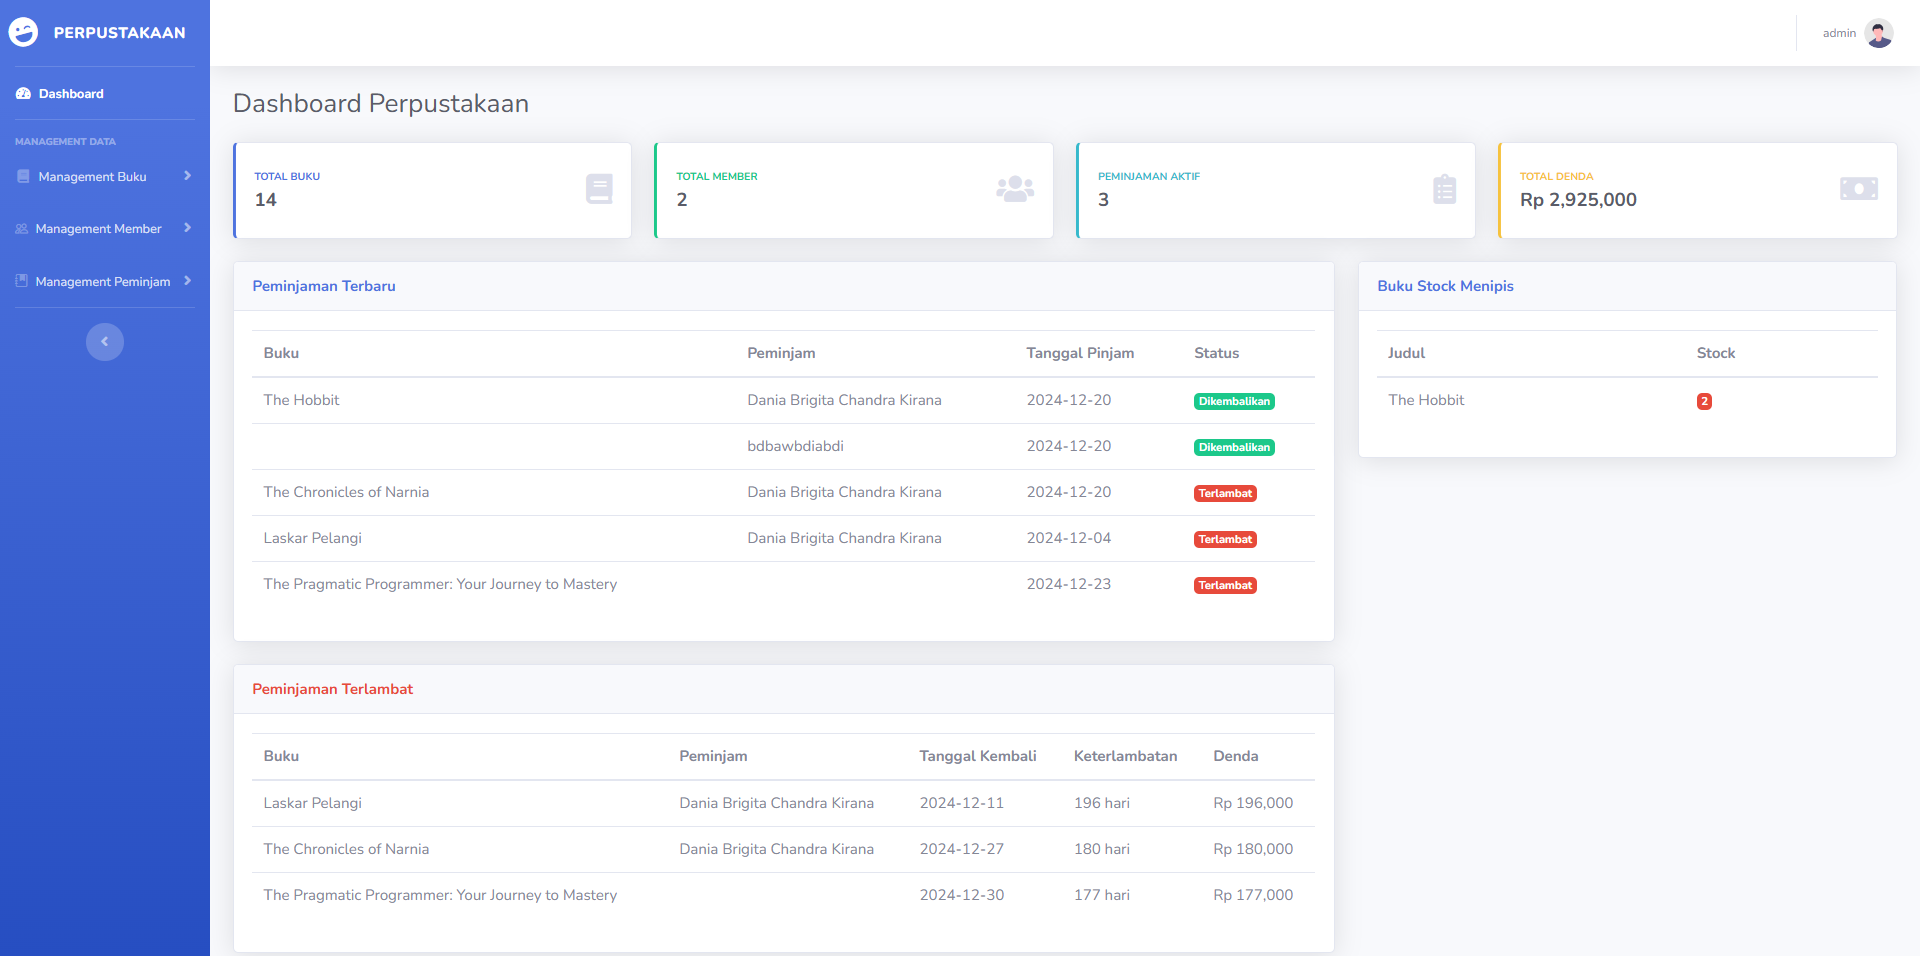 PERPUSTAKAAN
admin
Dashboard
MANAGEMENT DATA
Management Buku
Management Member
Management Peminjam
Dashboard Perpustakaan
TOTAL BUKU
14
TOTAL MEMBER
2
PEMINJAMAN AKTIF
3
TOTAL DENDA
Rp 2,925,000
Peminjaman Terbaru
Buku Peminjam Tanggal Pinjam Status
The Hobbit Dania Brigita Chandra Kirana 2024-12-20 Dikembalikan
bdbawbdiabdi 2024-12-20 Dikembalikan
The Chronicles of Narnia Dania Brigita Chandra Kirana 2024-12-20 Terlambat
Laskar Pelangi Dania Brigita Chandra Kirana 2024-12-04 Terlambat
The Pragmatic Programmer: Your Journey to Mastery 2024-12-23 Terlambat
Buku Stock Menipis
Judul Stock
The Hobbit 2
Peminjaman Terlambat
Buku Peminjam Tanggal Kembali Keterlambatan Denda
Laskar Pelangi Dania Brigita Chandra Kirana 2024-12-11 196 hari Rp 196,000
The Chronicles of Narnia Dania Brigita Chandra Kirana 2024-12-27 180 hari Rp 180,000
The Pragmatic Programmer: Your Journey to Mastery 2024-12-30 177 hari Rp 177,000